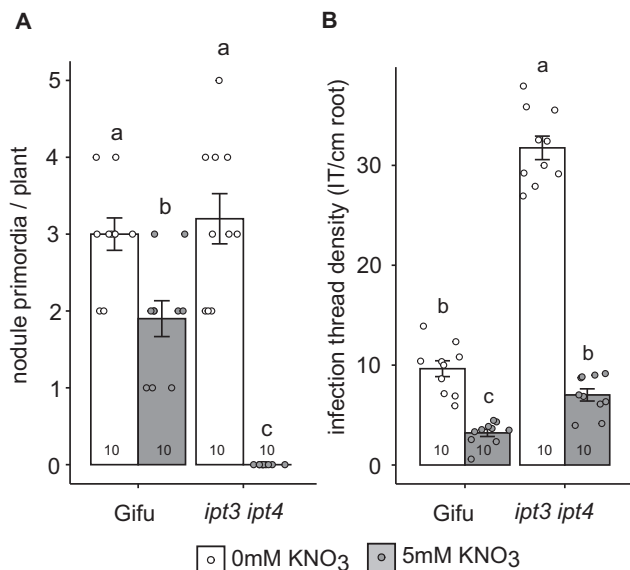 A
nodule primordia / plant
5
4
3
2
1
0
a
b
a
c
10
10
10
10
Gifu
ipt3 ipt4
B
infection thread density (IT/cm root)
30
20
10
0
b
c
a
b
10
10
10
10
Gifu
ipt3 ipt4
0mM KNO₃
5mM KNO₃